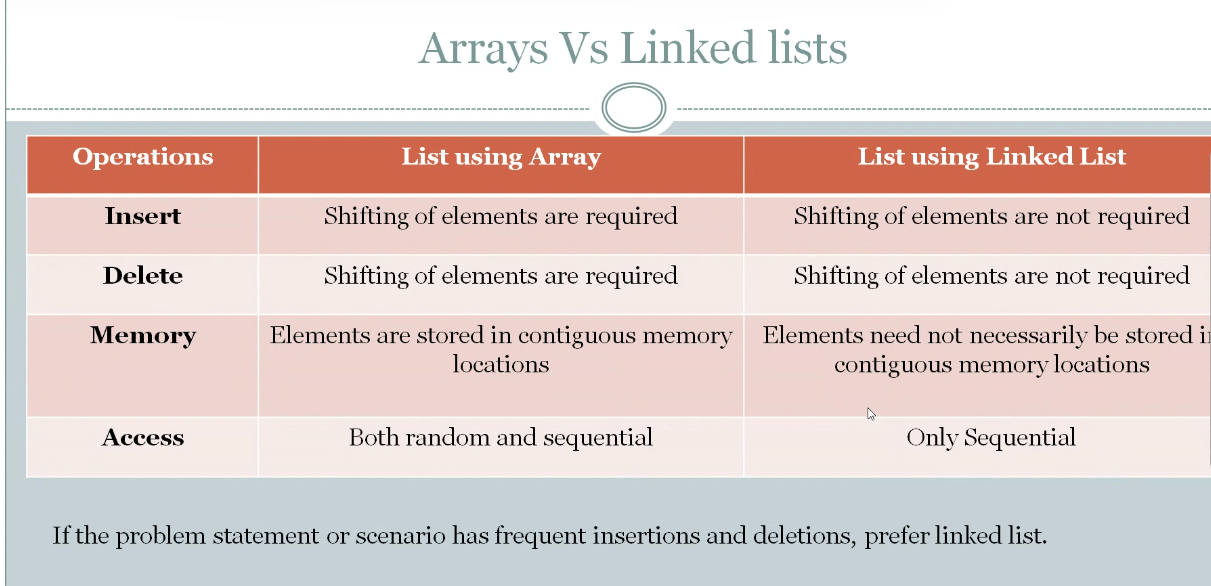 Arrays Vs Linked lists
Operations List using Array List using Linked List
Insert Shifting of elements are required Shifting of elements are not required
Delete Shifting of elements are required Shifting of elements are not required
Memory Elements are stored in contiguous memory Elements need not necessarily be stored in
locations contiguous memory locations
Access Both random and sequential Only Sequential
If the problem statement or scenario has frequent insertions and deletions, prefer linked list.